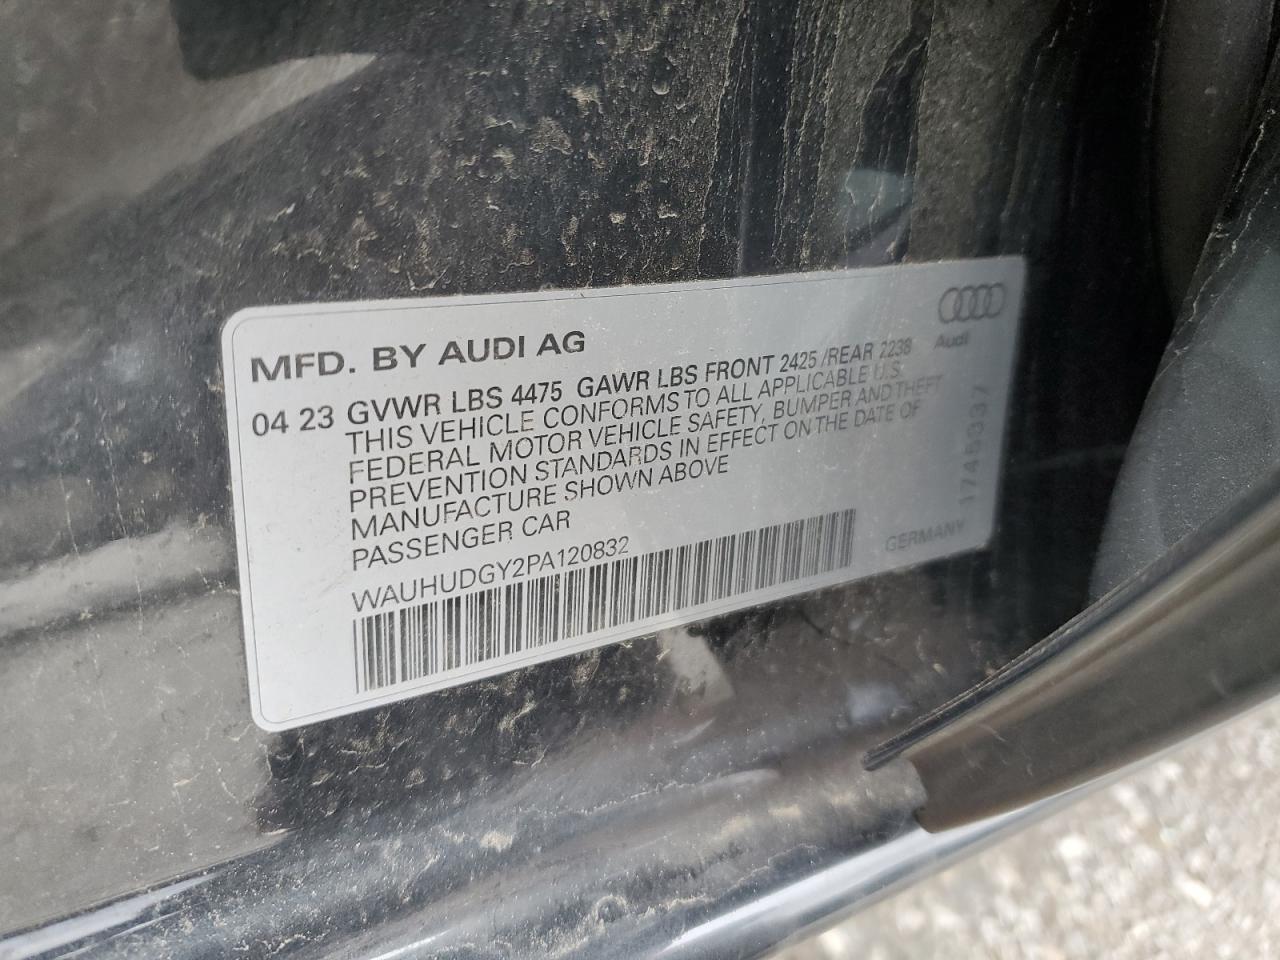 MFD. BY AUDI AG
Audi
04 23 GVWR LBS 4475 GAWR LBS FRONT 2425 /REAR 2238
THIS VEHICLE CONFORMS TO ALL APPLICABLE U.S.
FEDERAL MOTOR VEHICLE SAFETY, BUMPER AND THEFT
PREVENTION STANDARDS IN EFFECT ON THE DATE OF
MANUFACTURE SHOWN ABOVE
PASSENGER CAR
WAUHUDGY2PA120832
GERMANY
1745337